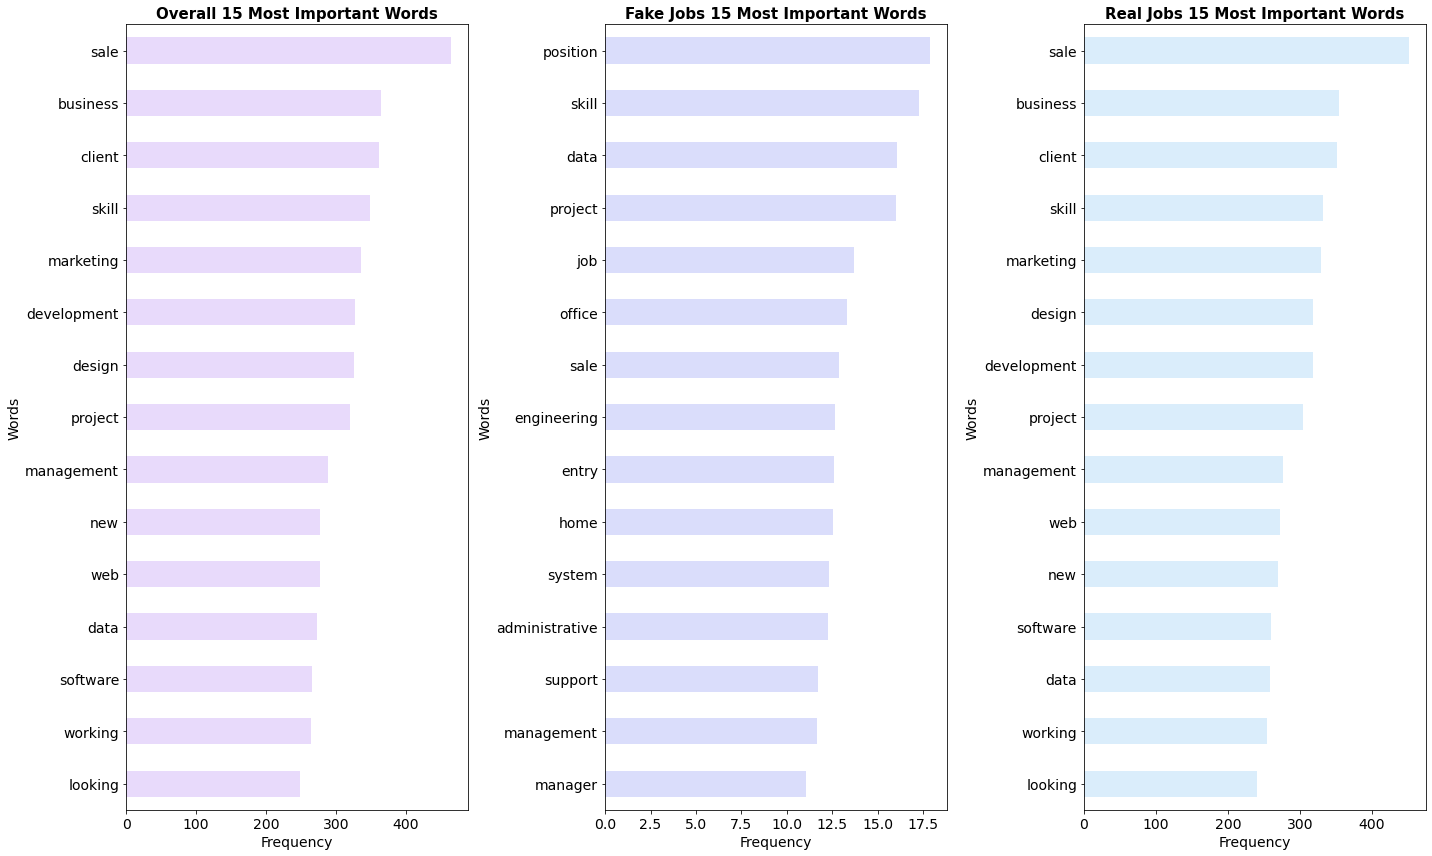 Overall 15 Most Important Words
sale
business
client
skill
marketing
development
design
project
management
new
web
data
software
working
looking
Words
0 100 200 300 400
Frequency
Fake Jobs 15 Most Important Words
position
skill
data
project
job
office
sale
engineering
entry
home
system
administrative
support
management
manager
Words
0.0 2.5 5.0 7.5 10.0 12.5 15.0 17.5
Frequency
Real Jobs 15 Most Important Words
sale
business
client
skill
marketing
design
development
project
management
web
new
software
data
working
looking
Words
0 100 200 300 400
Frequency